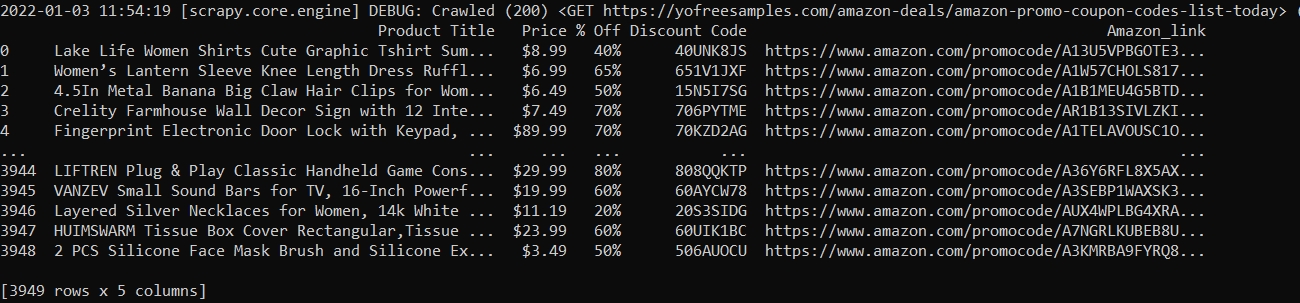 2022-01-03 11:54:19 [scrapy.core.engine] DEBUG: Crawled (200) <GET https://yofreesamples.com/amazon-deals/amazon-promo-coupon-codes-list-today> (
Product Title Price % Off Discount Code Amazon_link
0 Lake Life Women Shirts Cute Graphic Tshirt Sum... $8.99 40% 40UNK8JS https://www.amazon.com/promocode/A13U5VPBGOTE3...
1 Women’s Lantern Sleeve Knee Length Dress Ruffl... $6.99 65% 651V1JXF https://www.amazon.com/promocode/A1W57CHOLS817...
2 4.5In Metal Banana Big Claw Hair Clips for Wom... $6.49 50% 15N5I7SG https://www.amazon.com/promocode/A1B1MEU4G5BTD...
3 Crelity Farmhouse Wall Decor Sign with 12 Inte... $7.49 70% 706PYTME https://www.amazon.com/promocode/AR1B13SIVLZKI...
4 Fingerprint Electronic Door Lock with Keypad, ... $89.99 70% 70KZD2AG https://www.amazon.com/promocode/A1TELAVOUSC1O...
... ... ... ... ... ...
3944 LIFTREN Plug & Play Classic Handheld Game Cons... $29.99 80% 808QQKTP https://www.amazon.com/promocode/A36Y6RFL8X5AX...
3945 VANZEV Small Sound Bars for TV, 16-Inch Powerf... $19.99 60% 60AYCW78 https://www.amazon.com/promocode/A3SEBP1WAXSK3...
3946 Layered Silver Necklaces for Women, 14k White ... $11.19 20% 20S3SIDG https://www.amazon.com/promocode/AUX4WPLBG4XRA...
3947 HUIMSWARM Tissue Box Cover Rectangular,Tissue ... $23.99 60% 60UIK1BC https://www.amazon.com/promocode/A7NGRLKUBEB8U...
3948 2 PCS Silicone Face Mask Brush and Silicone Ex... $3.49 50% 506AUOCU https://www.amazon.com/promocode/A3KMRBA9FYRQ8...
[3949 rows x 5 columns]